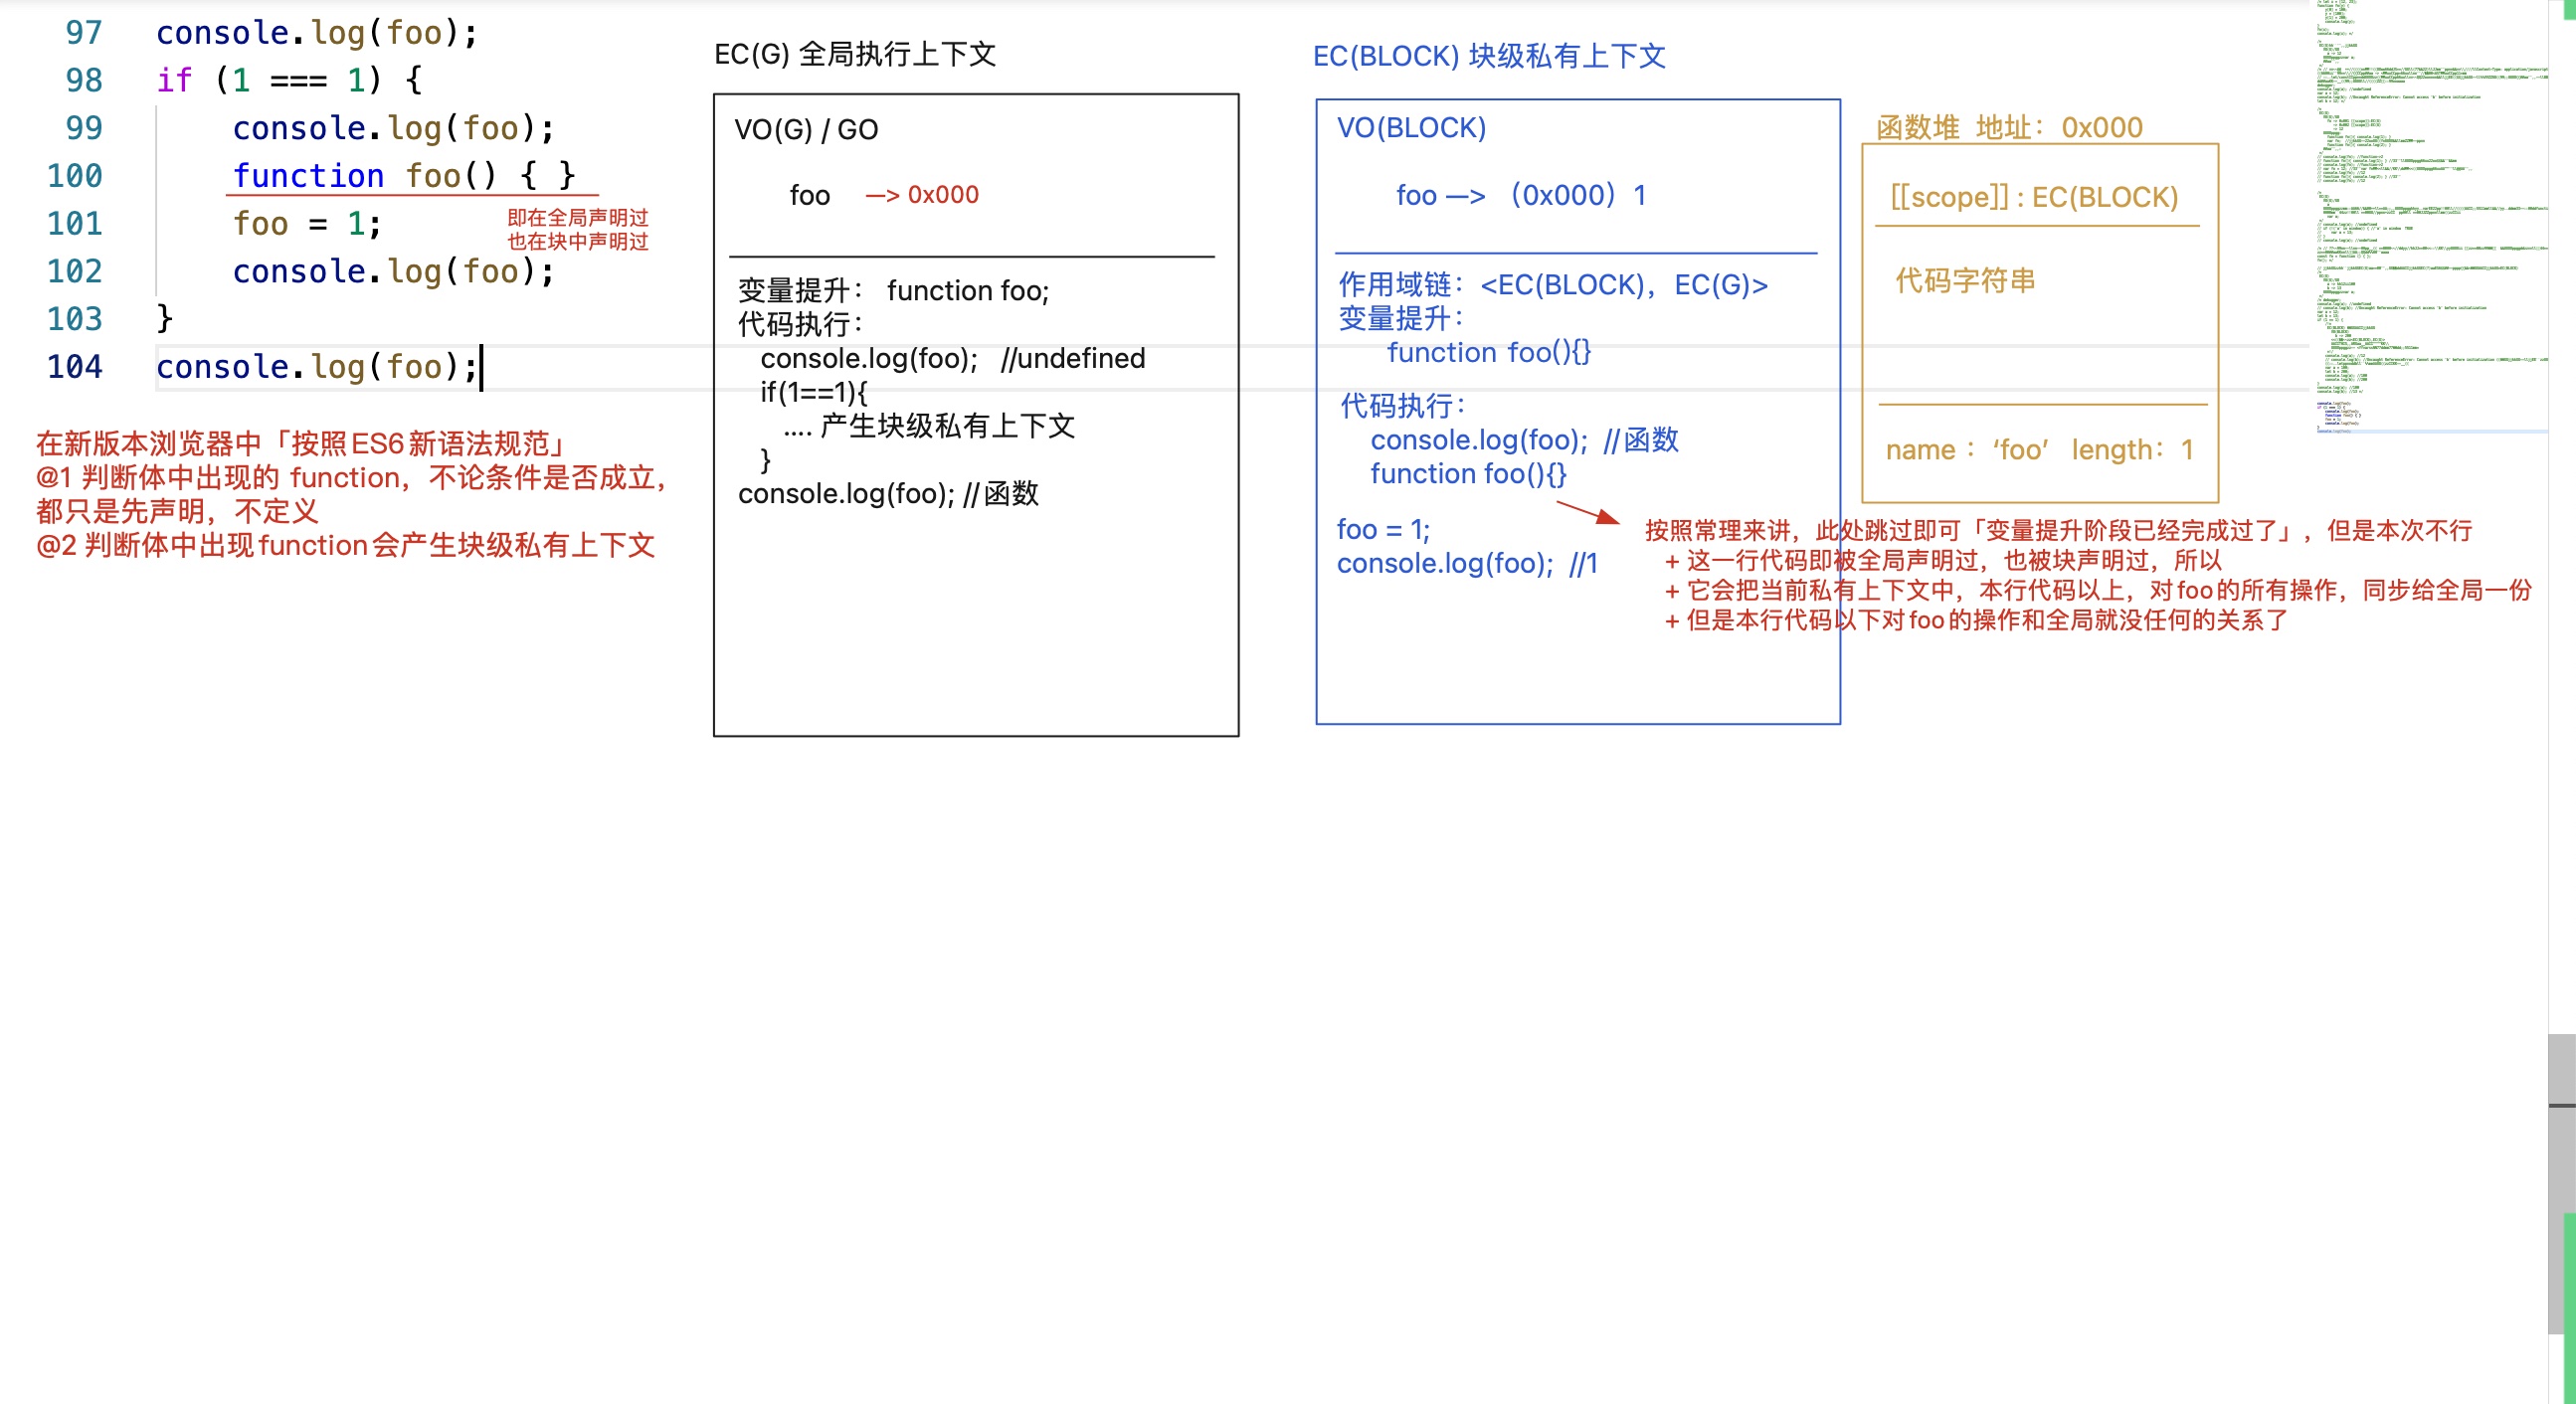 97 console.log(foo);
98 if (1 === 1) {
99 console.log(foo);
100 function foo() { }
101 foo = 1;
102 console.log(foo);
103 }
104 console.log(foo);
即在全局声明过
也在块中声明过
在新版本浏览器中「按照ES6新语法规范」
@1 判断体中出现的 function，不论条件是否成立，
都只是先声明，不定义
@2 判断体中出现function会产生块级私有上下文
EC(G) 全局执行上下文
VO(G) / GO
foo —> 0x000
变量提升： function foo;
代码执行：
console.log(foo); //undefined
if(1==1){
.... 产生块级私有上下文
}
console.log(foo); //函数
EC(BLOCK) 块级私有上下文
VO(BLOCK)
foo —> （0x000）1
作用域链：<EC(BLOCK)，EC(G)>
变量提升：
function foo(){}
代码执行：
console.log(foo); //函数
function foo(){}
foo = 1;
console.log(foo); //1
函数堆 地址：0x000
[[scope]] : EC(BLOCK)
代码字符串
name： ‘foo’ length：1
按照常理来讲，此处跳过即可「变量提升阶段已经完成过了」，但是本次不行
+ 这一行代码即被全局声明过，也被块声明过，所以
+ 它会把当前私有上下文中，本行代码以上，对foo的所有操作，同步给全局一份
+ 但是本行代码以下对foo的操作和全局就没任何的关系了